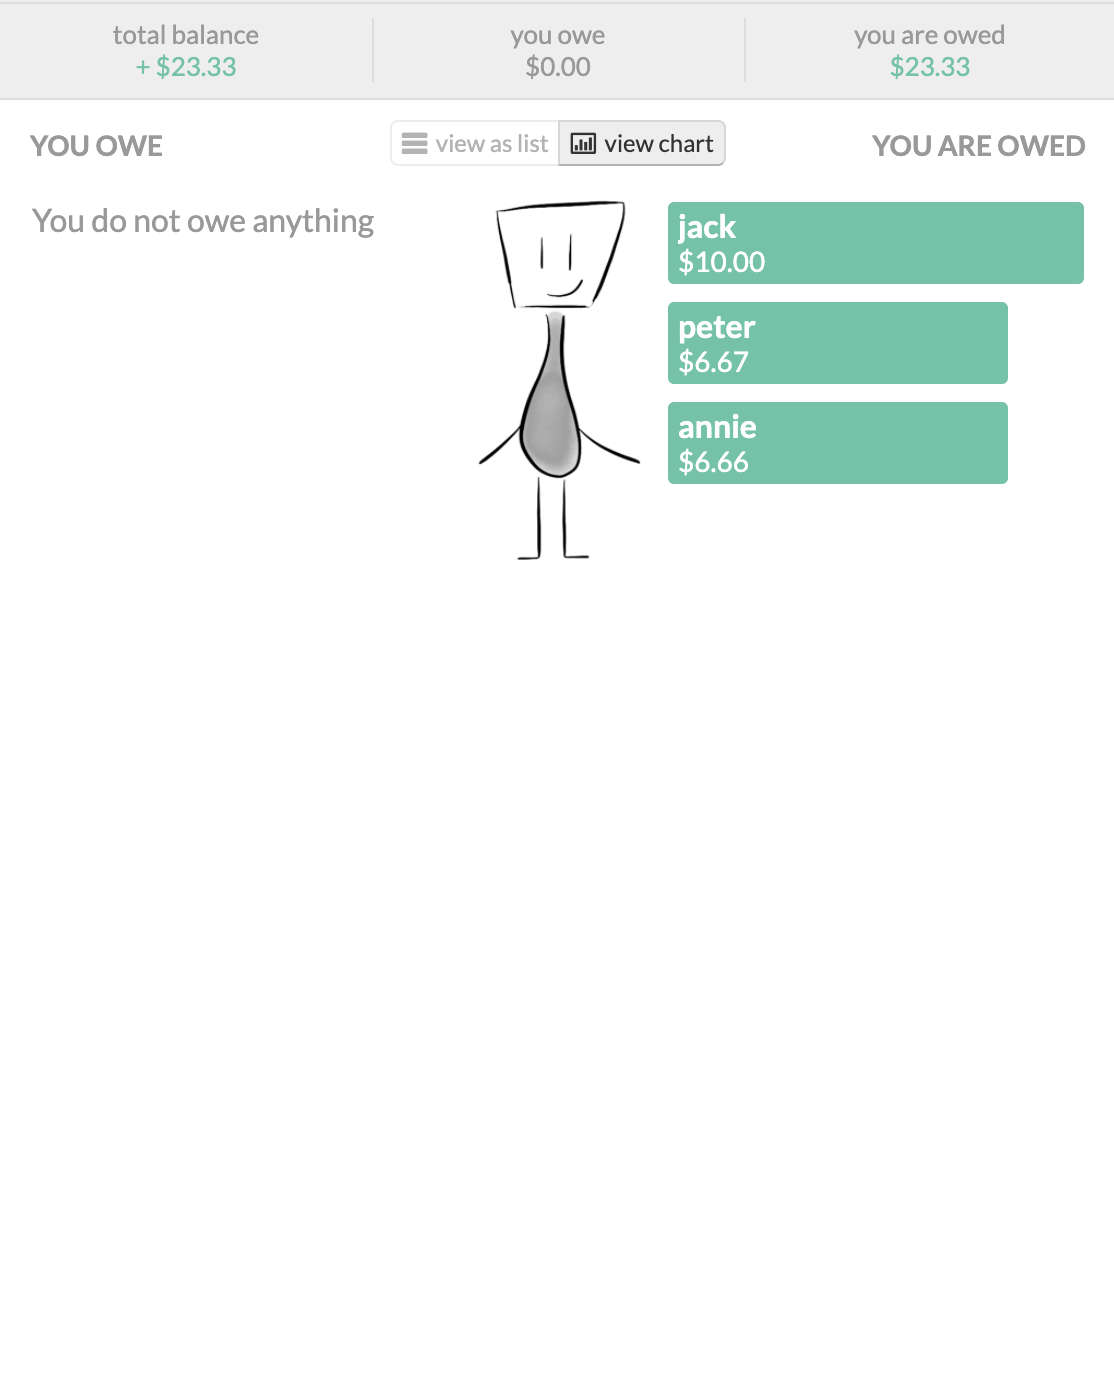 total balance
+ $23.33
you owe
$0.00
you are owed
$23.33
YOU OWE
view as list
view chart
YOU ARE OWED
You do not owe anything
jack
$10.00
peter
$6.67
annie
$6.66